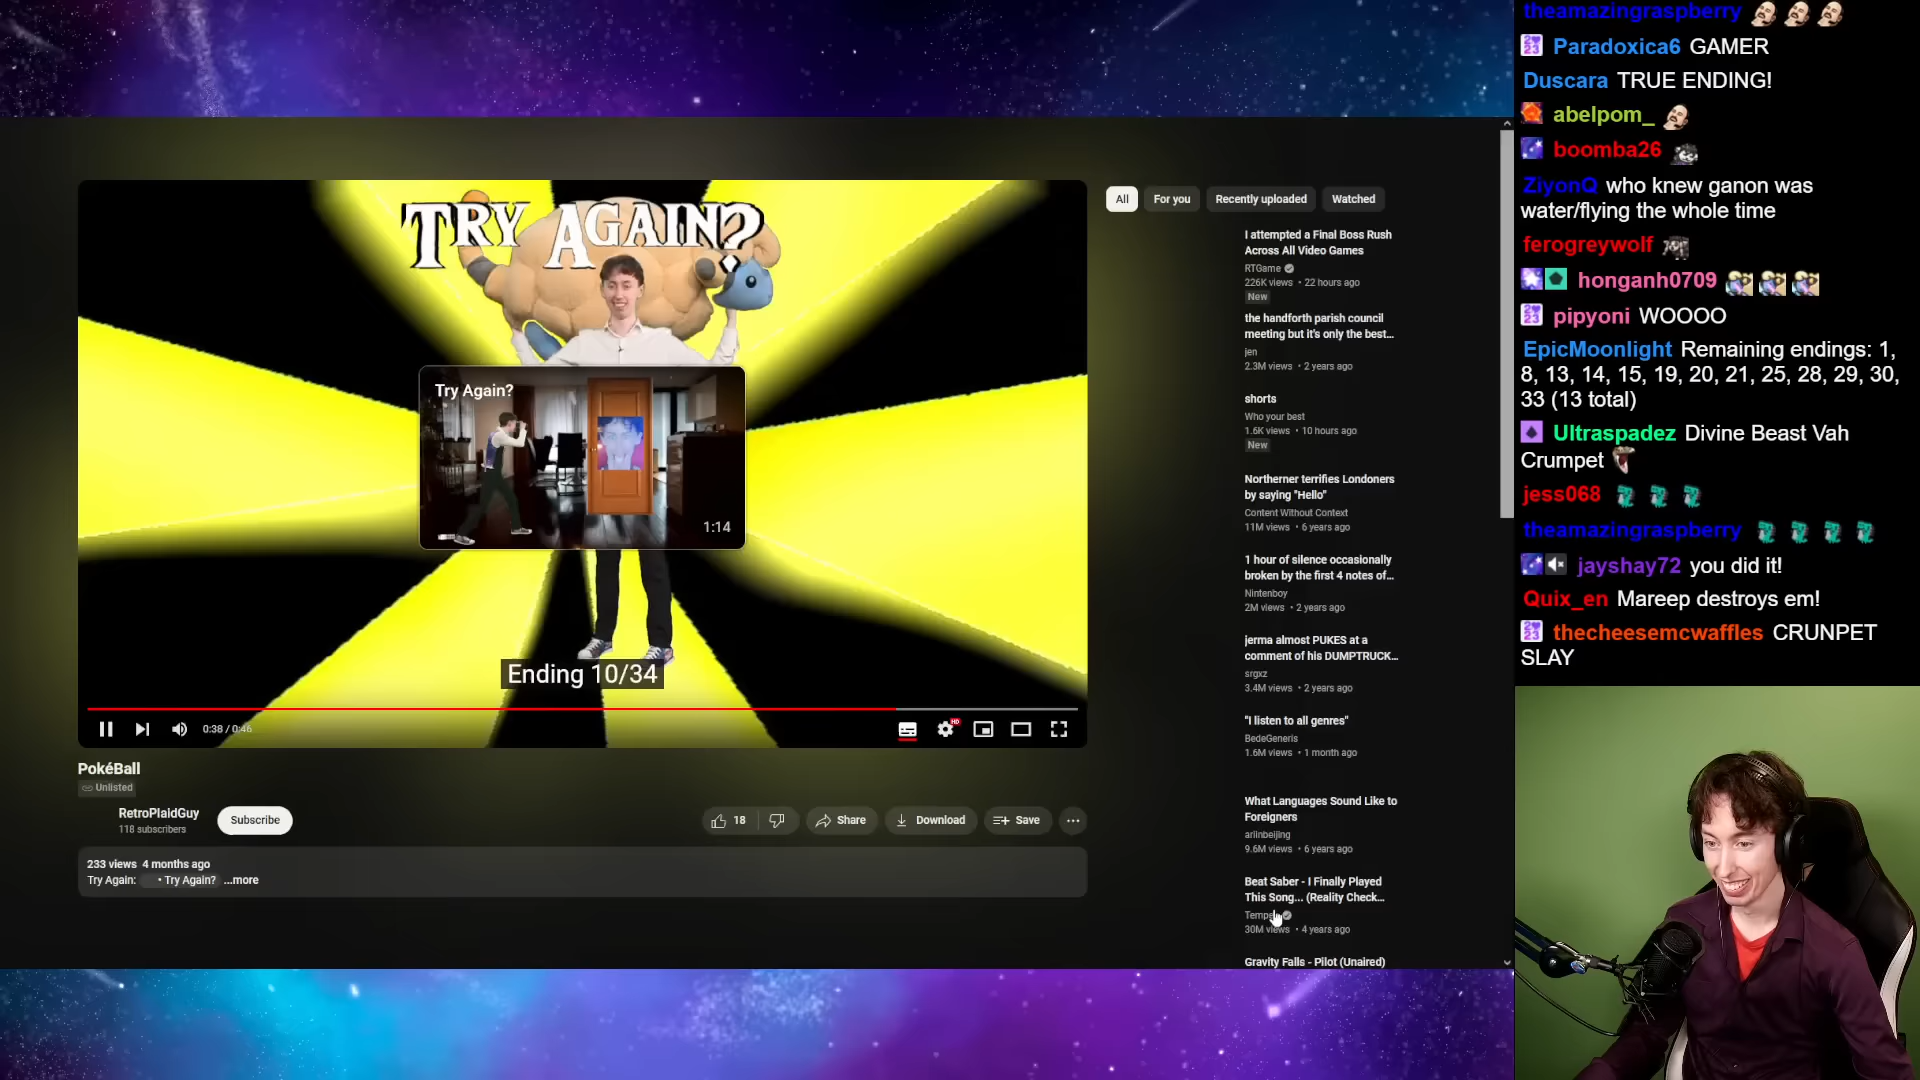 TRY AGAIN?
Try Again?
1:14
Ending 10/34
0:38 / 0:46
HD
PokéBall
Unlisted
RetroPlaidGuy
118 subscribers
Subscribe
18
Share
Download
Save
233 views 4 months ago
Try Again: • Try Again? ...more
All
For you
Recently uploaded
Watched
I attempted a Final Boss Rush
Across All Video Games
RTGame
226K views • 22 hours ago
New
the handforth parish council
meeting but it's only the best...
jen
2.3M views • 2 years ago
shorts
Who your best
1.6K views • 10 hours ago
New
Northerner terrifies Londoners
by saying "Hello"
Content Without Context
11M views • 6 years ago
1 hour of silence occasionally
broken by the first 4 notes of...
Nintenboy
2M views • 2 years ago
jerma almost PUKES at a
comment of his DUMPTRUCK...
srgxz
3.4M views • 2 years ago
"I listen to all genres"
BedeGeneris
1.6M views • 1 month ago
What Languages Sound Like to
Foreigners
ariinbeijing
9.6M views • 6 years ago
Beat Saber - I Finally Played
This Song... (Reality Check...
30M views • 4 years ago
Gravity Falls - Pilot (Unaired)
theamazingraspberry
Paradoxica6 GAMER
Duscara TRUE ENDING!
abelpom_
boomba26
ZiyonQ who knew ganon was
water/flying the whole time
ferogreywolf
honganh0709
pipyoni WOOOO
EpicMoonlight Remaining endings: 1,
8, 13, 14, 15, 19, 20, 21, 25, 28, 29, 30,
33 (13 total)
Ultraspadez Divine Beast Vah
Crumpet
jess068
theamazingraspberry
jayshay72 you did it!
Quix_en Mareep destroys em!
thecheesemcwaffles CRUNPET
SLAY